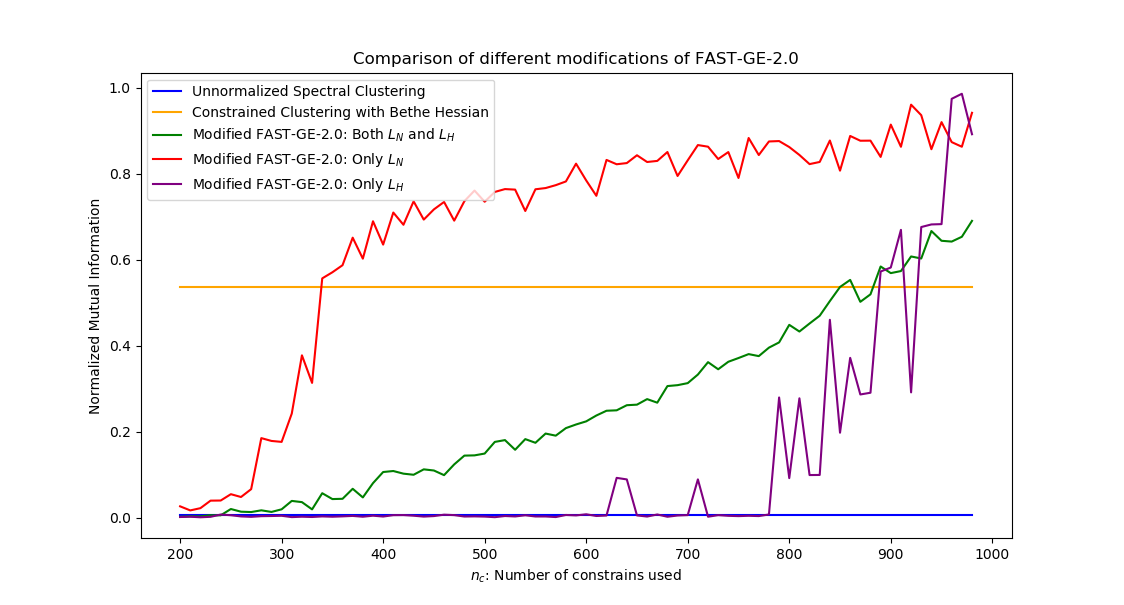 Comparison of different modifications of FAST-GE-2.0
Unnormalized Spectral Clustering
Constrained Clustering with Bethe Hessian
Modified FAST-GE-2.0: Both $L_N$ and $L_H$
Modified FAST-GE-2.0: Only $L_N$
Modified FAST-GE-2.0: Only $L_H$
Normalized Mutual Information
1.0
0.8
0.6
0.4
0.2
0.0
200 300 400 500 600 700 800 900 1000
$n_c$: Number of constrains used